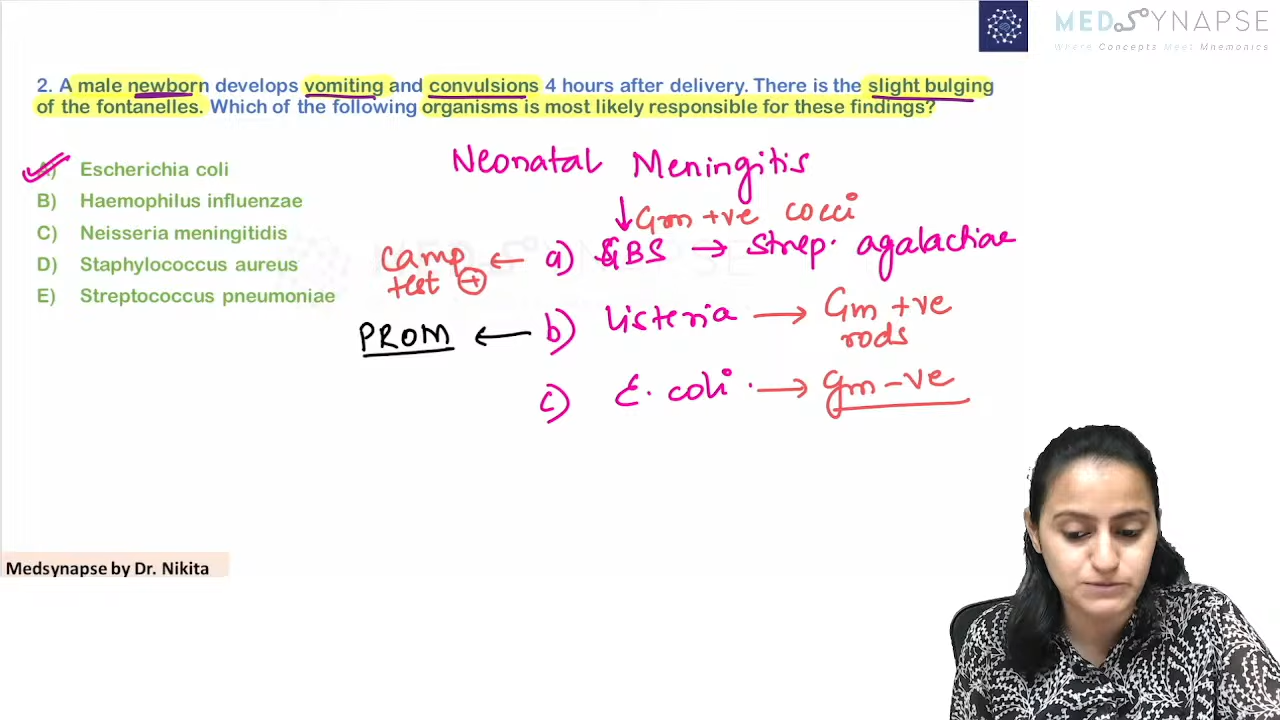 MEDSYNAPSE
Where Concepts Meet Mnemonics
2. A male newborn develops vomiting and convulsions 4 hours after delivery. There is the slight bulging
of the fontanelles. Which of the following organisms is most likely responsible for these findings?
A) Escherichia coli
B) Haemophilus influenzae
C) Neisseria meningitidis
D) Staphylococcus aureus
E) Streptococcus pneumoniae
Neonatal Meningitis
↓ Gm +ve cocci
camp test + ← a) GBS → Strep. agalactiae
PROM ← b) Listeria → Gm +ve rods
c) E. coli → Gm -ve
Medsynapse by Dr. Nikita